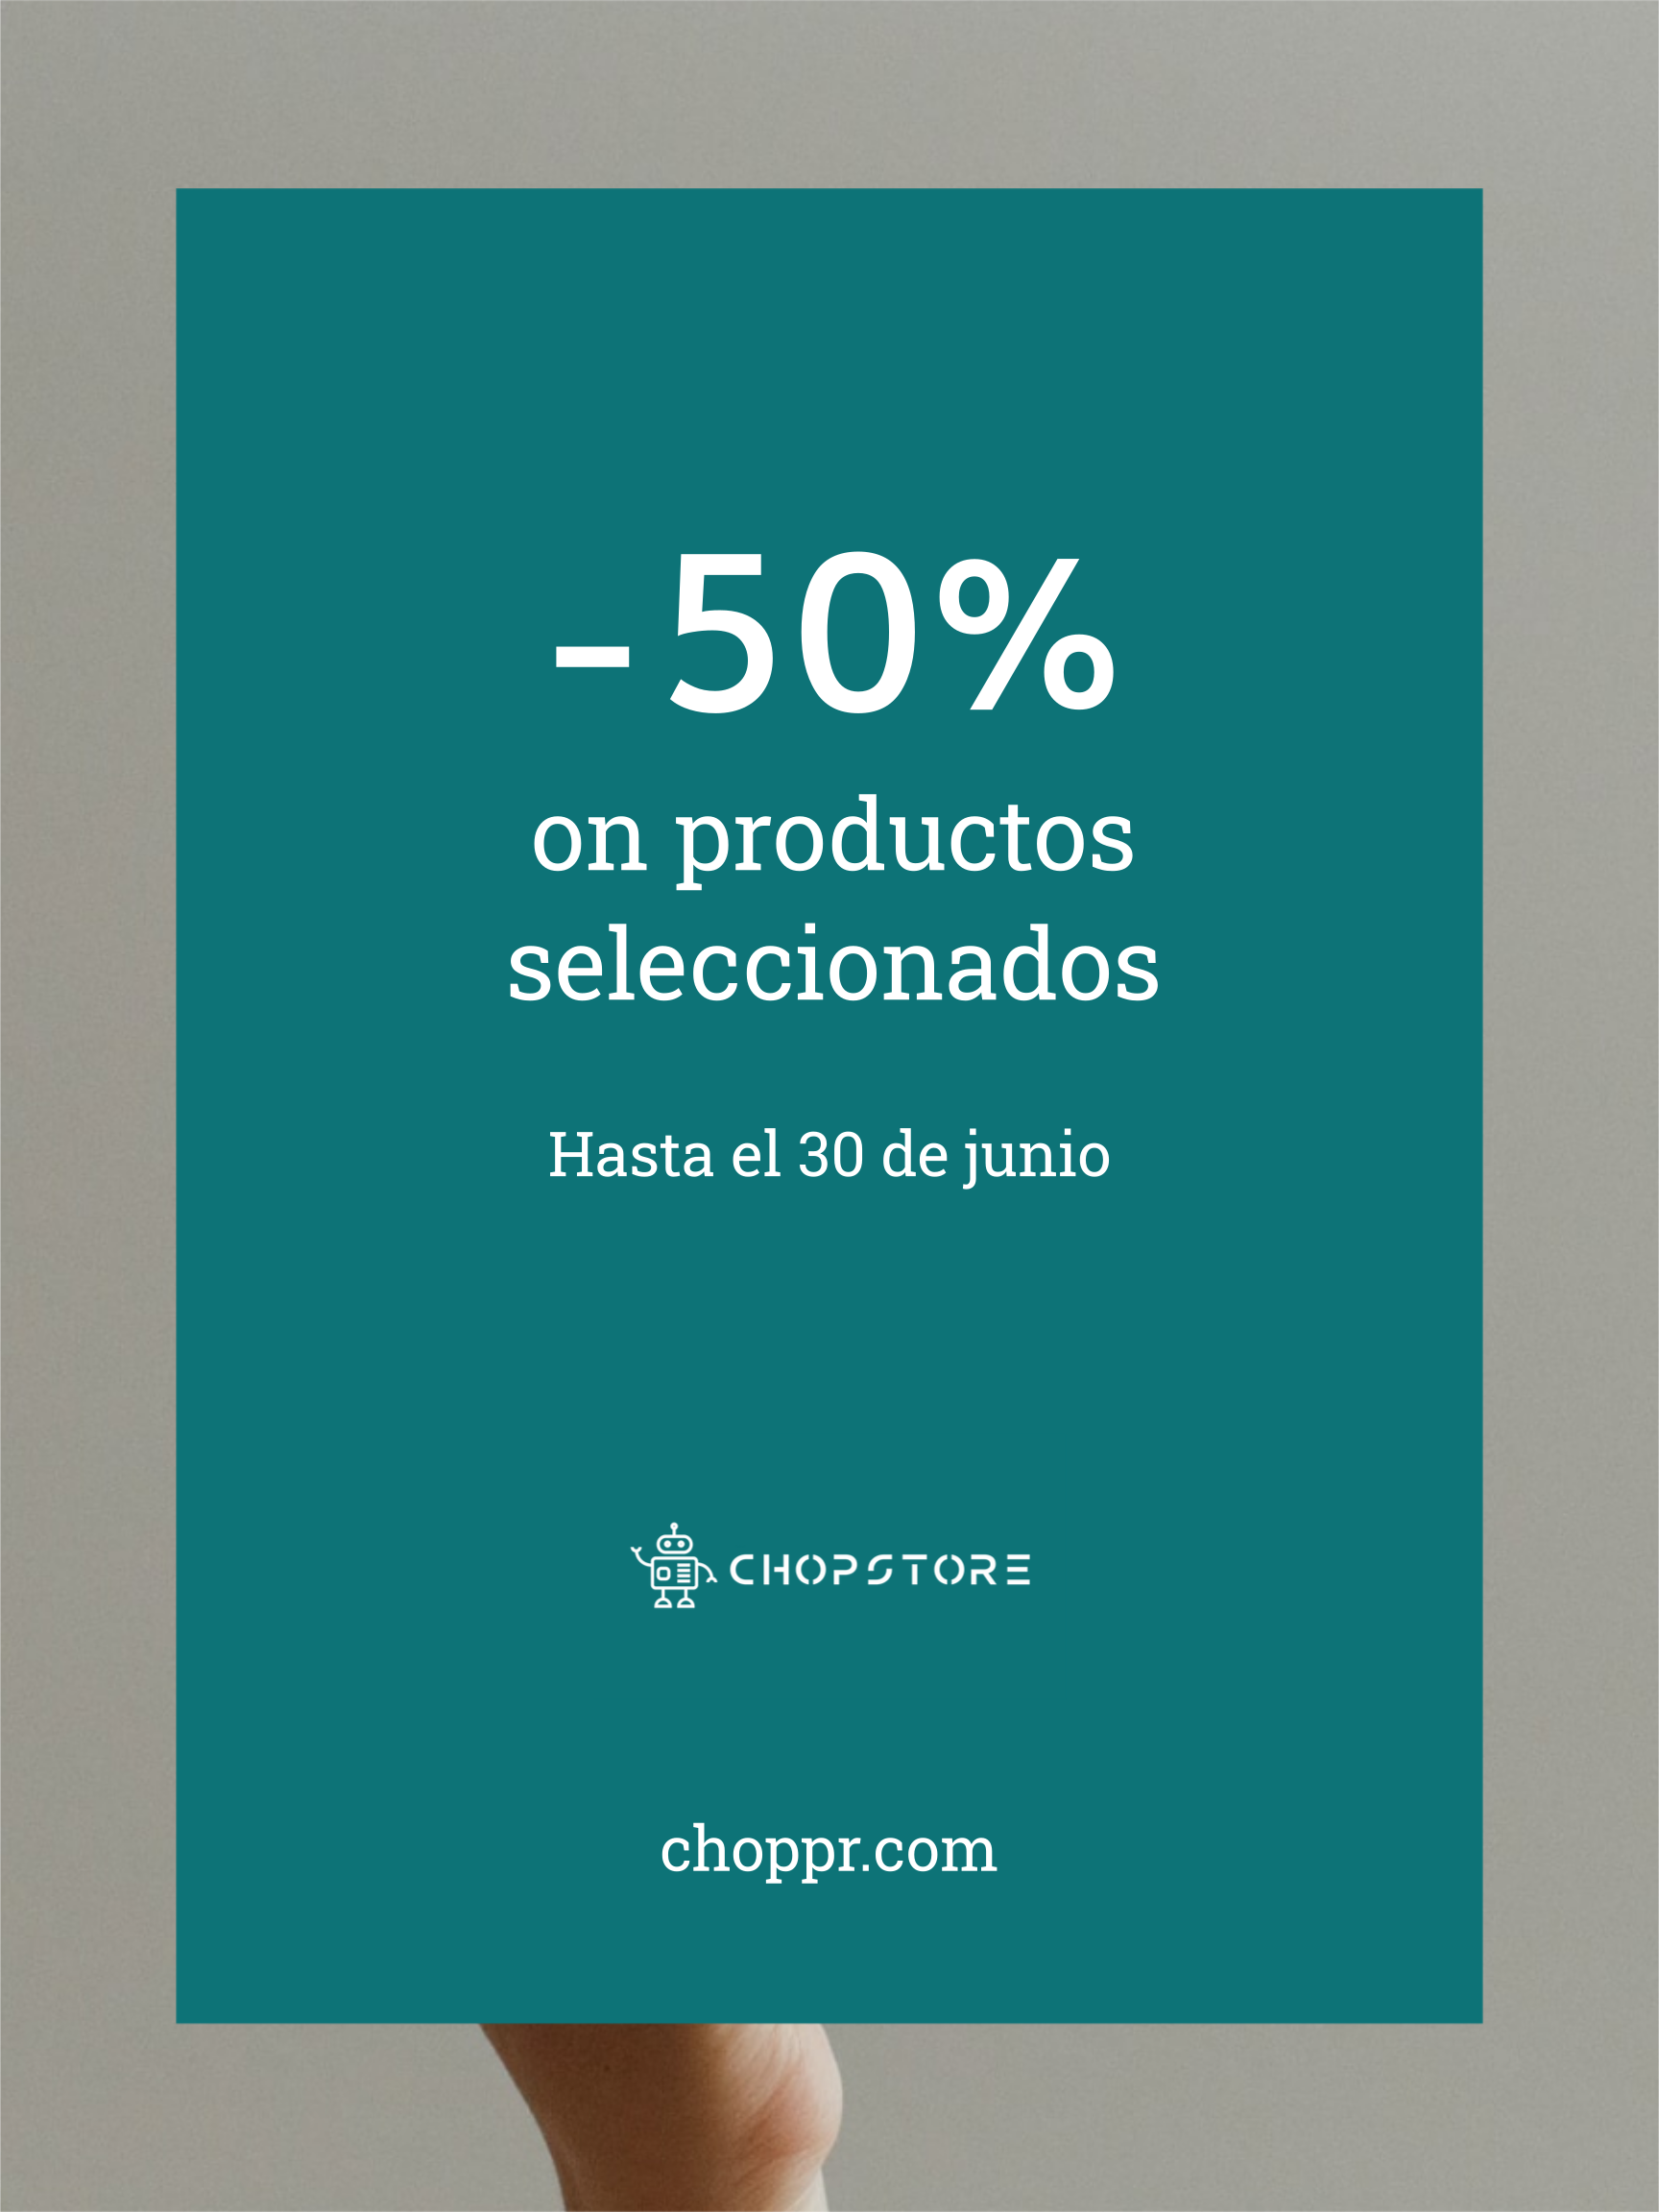 -50%
on productos
seleccionados
Hasta el 30 de junio
CHOPSTORE
choppr.com